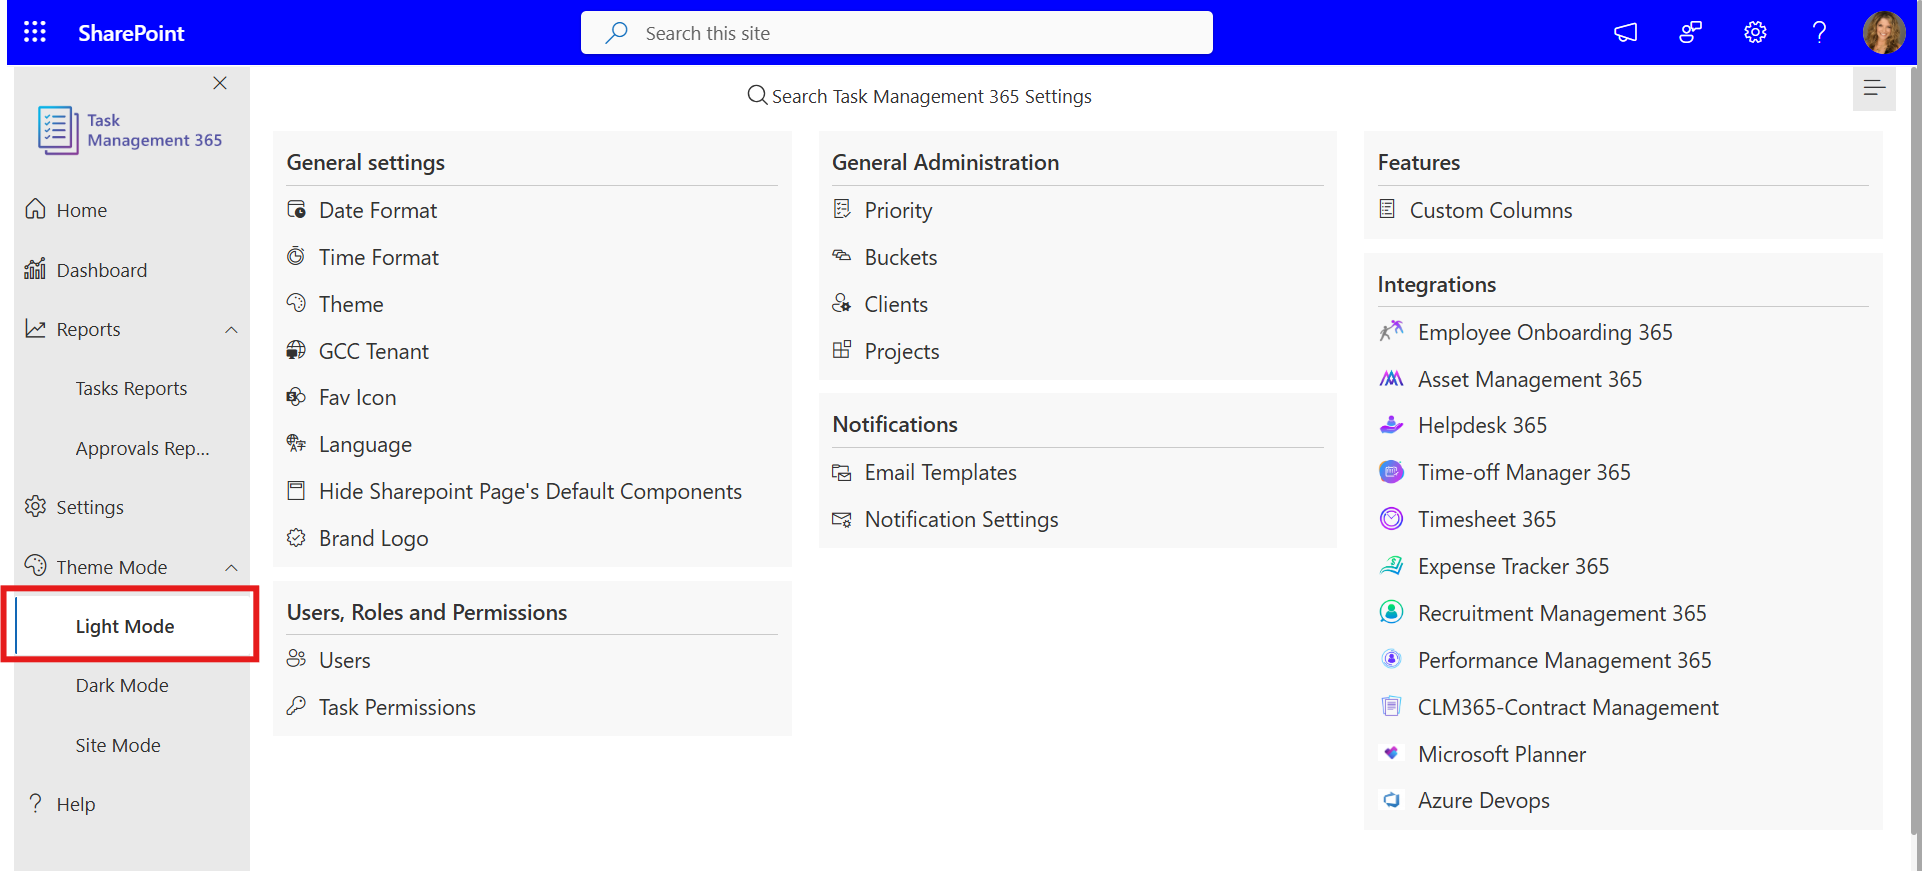 SharePoint
Search this site
Task
Management 365
Home
Dashboard
Reports
Tasks Reports
Approvals Rep...
Settings
Theme Mode
Light Mode
Dark Mode
Site Mode
Help
Search Task Management 365 Settings
General settings
Date Format
Time Format
Theme
GCC Tenant
Fav Icon
Language
Hide Sharepoint Page's Default Components
Brand Logo
Users, Roles and Permissions
Users
Task Permissions
General Administration
Priority
Buckets
Clients
Projects
Notifications
Email Templates
Notification Settings
Features
Custom Columns
Integrations
Employee Onboarding 365
Asset Management 365
Helpdesk 365
Time-off Manager 365
Timesheet 365
Expense Tracker 365
Recruitment Management 365
Performance Management 365
CLM365-Contract Management
Microsoft Planner
Azure Devops